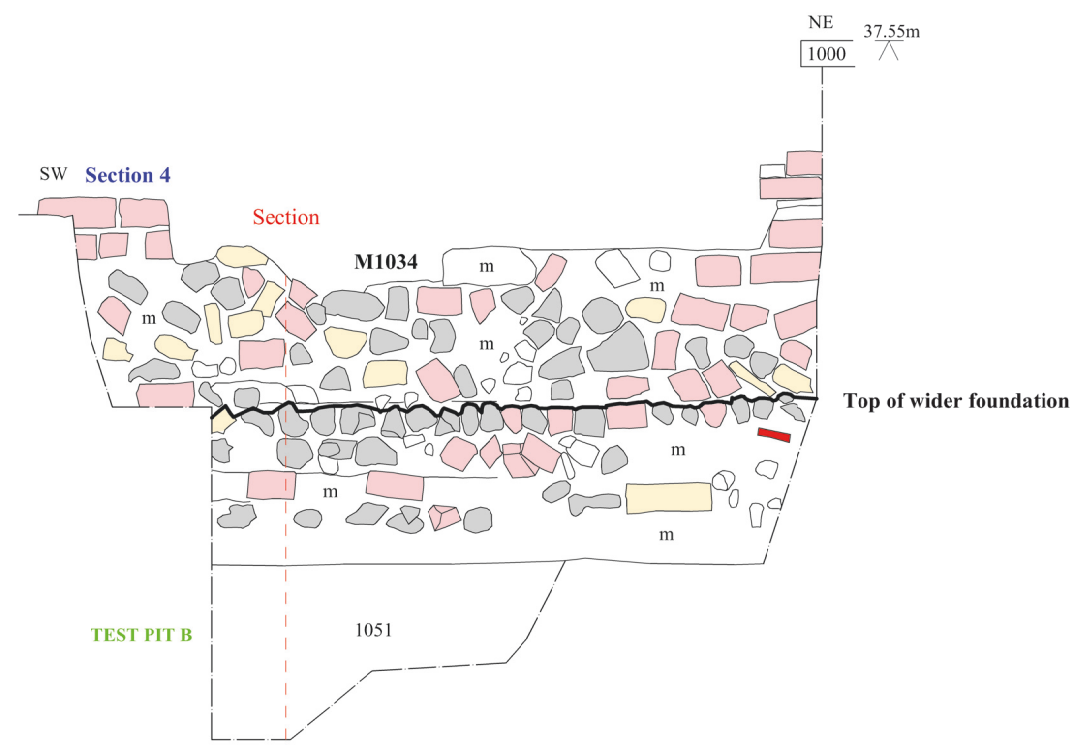 NE
37.55m
1000
SW Section 4
Section
M1034
m
m
m
m
Top of wider foundation
m
m
m
TEST PIT B
1051